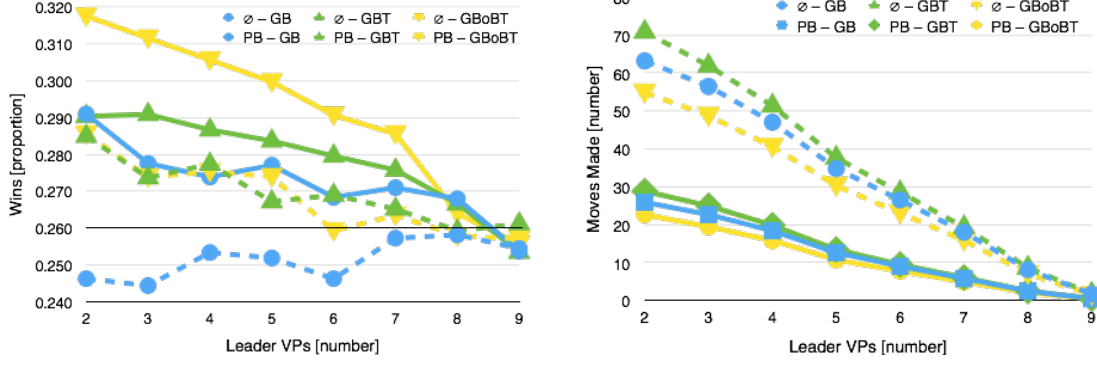 Wins [proportion]
0.320
0.310
0.300
0.290
0.280
0.270
0.260
0.250
0.240
ø – GB ø – GBT ø – GBoBT
PB – GB PB – GBT PB – GBoBT
2 3 4 5 6 7 8 9
Leader VPs [number]
Moves Made [number]
80
70
60
50
40
30
20
10
0
ø – GB ø – GBT ø – GBoBT
PB – GB PB – GBT PB – GBoBT
2 3 4 5 6 7 8 9
Leader VPs [number]